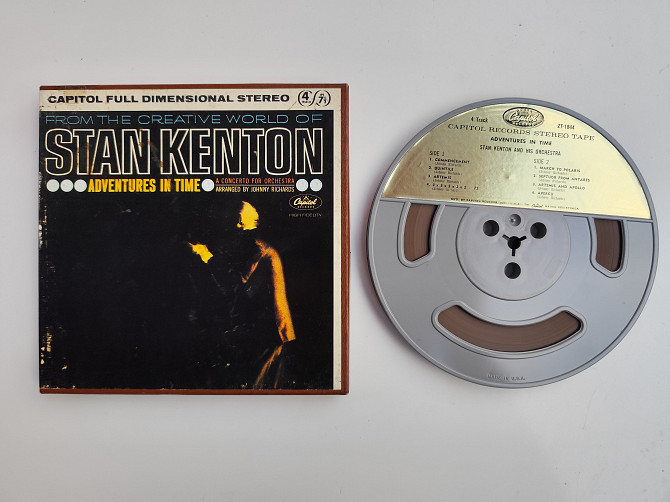 CAPITOL FULL DIMENSIONAL STEREO
FROM THE CREATIVE WORLD OF
STAN KENTON
ADVENTURES IN TIME
A CONCERTO FOR ORCHESTRA
ARRANGED BY JOHNNY RICHARDS
Capitol
HIGH FIDELITY
Capitol
4-Track
ZT-1844
CAPITOL RECORDS STEREO TAPE
ADVENTURES IN TIME
STAN KENTON AND HIS ORCHESTRA
SIDE 1
1. COMMENCEMENT
2. QUINTILE
3. ARTEMIS
SIDE 2
1. MARCH TO POLARIS
2. SEPTUOR FROM ANTARES
3. ARTEMIS AND APOLLO
4. APERCU
MADE IN U.S.A.